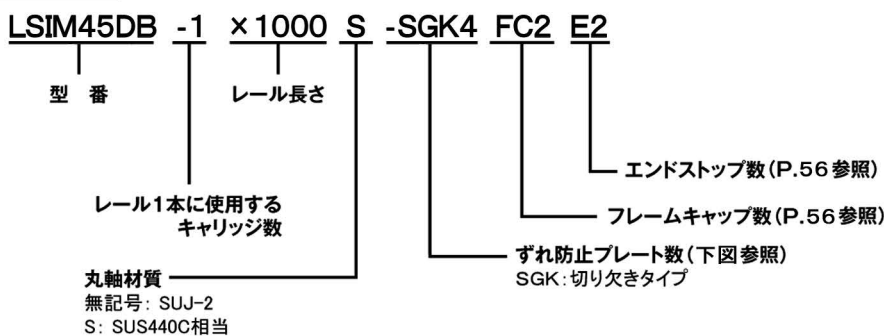 LSIM45DB -1 ×1000 S -SGK4 FC2 E2
型 番
レール長さ
エンドストップ数(P.56参照)
レール1本に使用する
キャリッジ数
フレームキャップ数(P.56参照)
ずれ防止プレート数(下図参照)
SGK:切り欠きタイプ
丸軸材質
無記号: SUJ-2
S: SUS440C相当